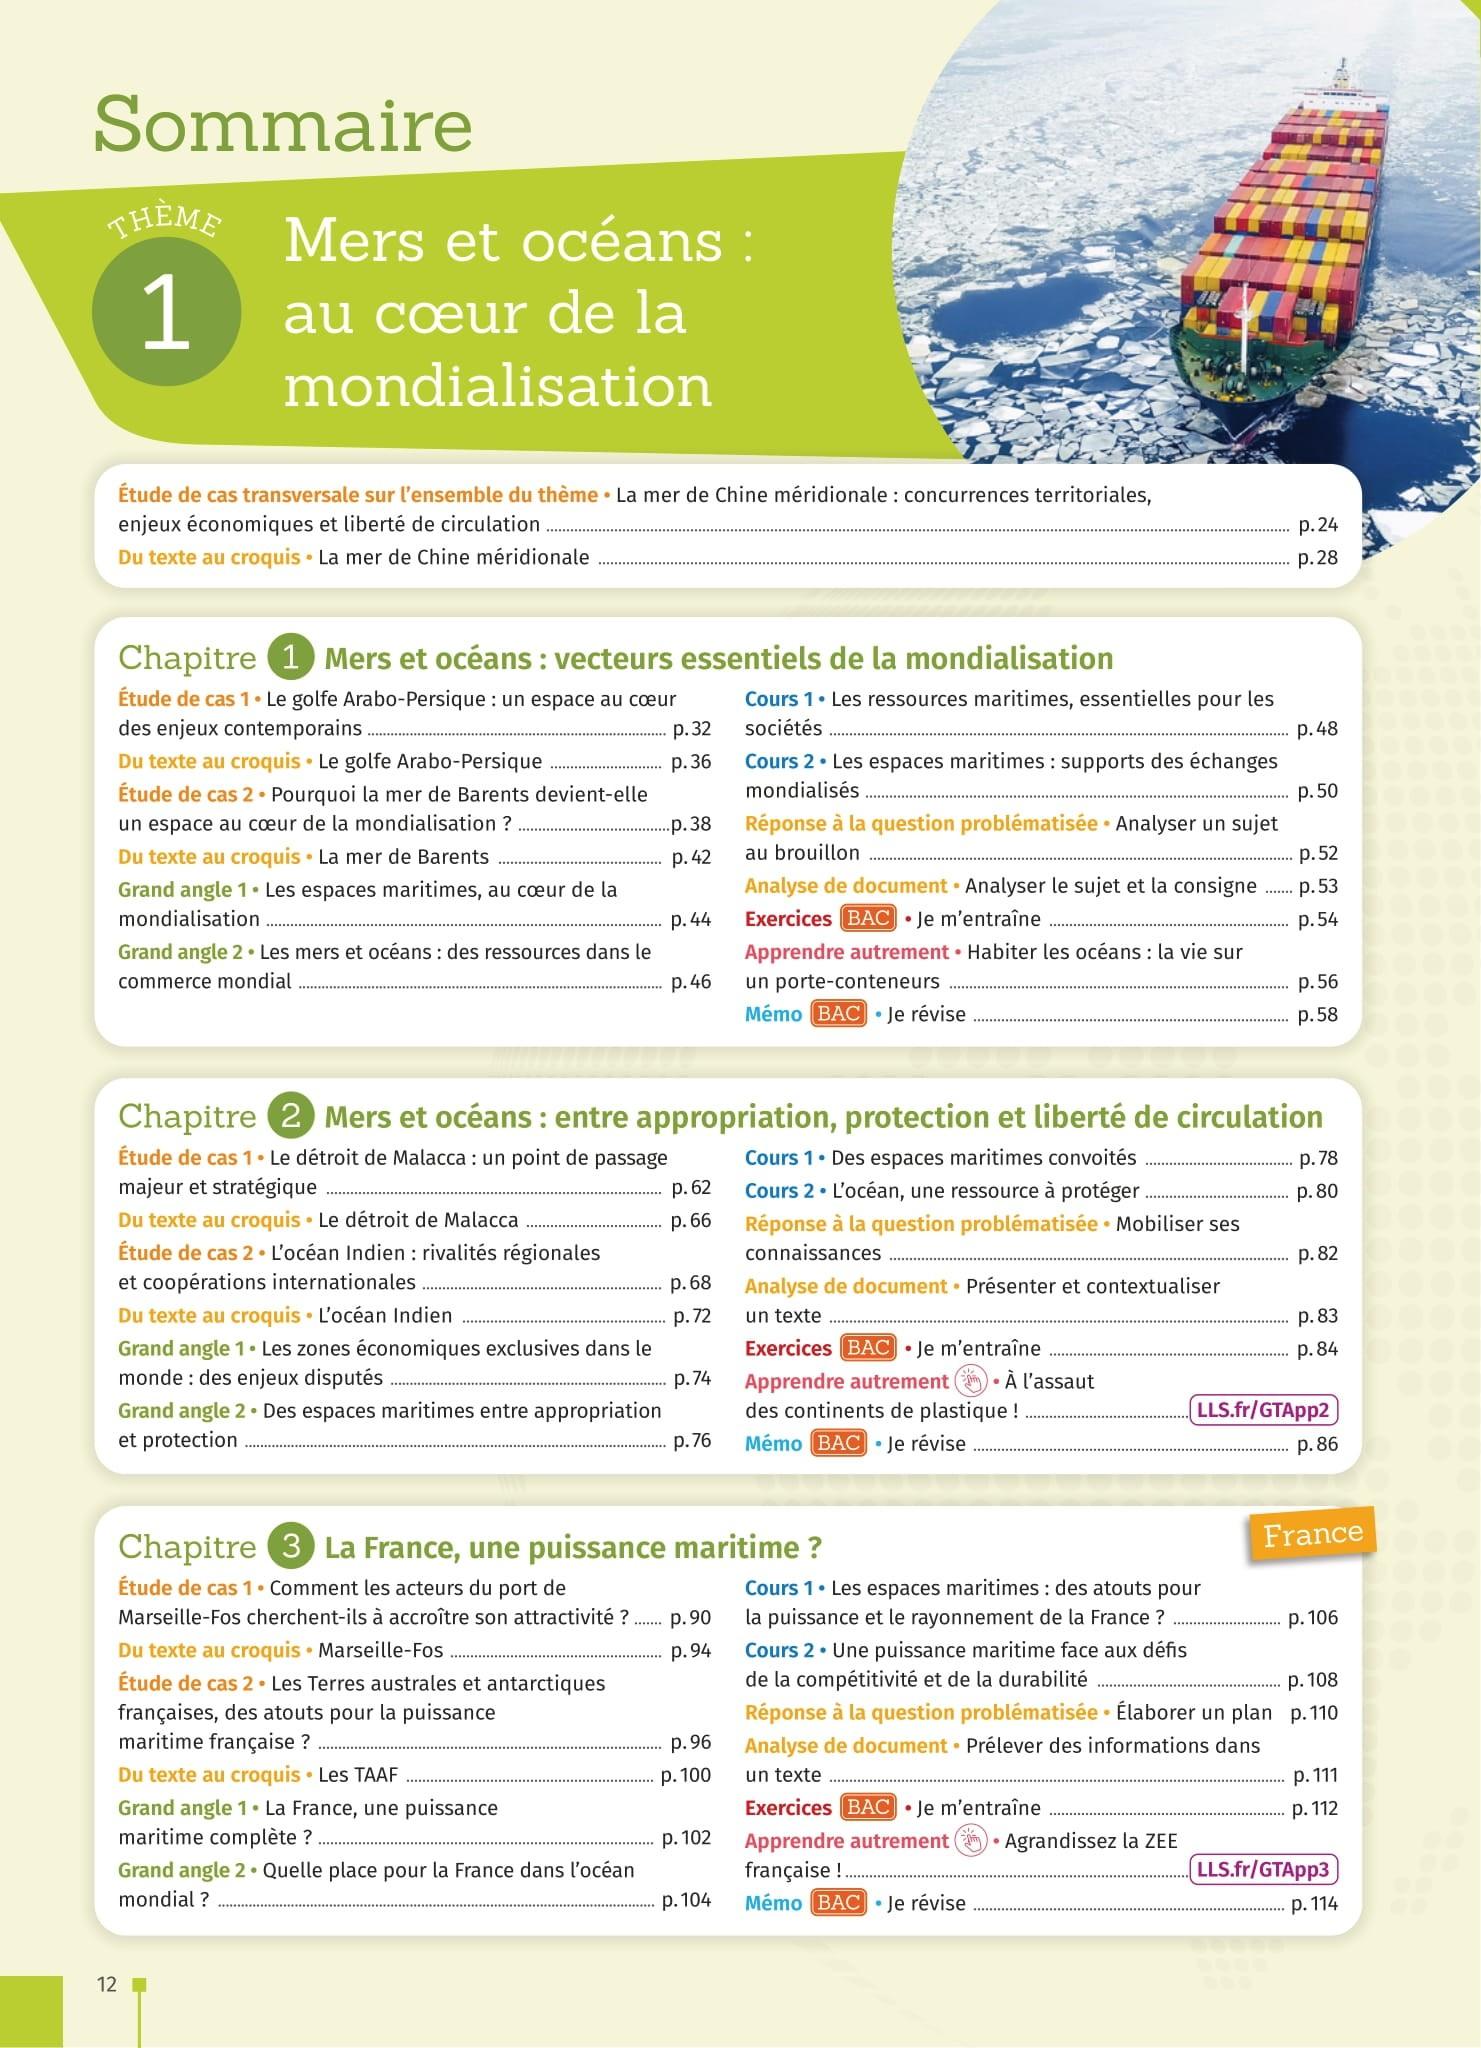 Sommaire
THÈME
1
Mers et océans :
au cœur de la
mondialisation
Étude de cas transversale sur l'ensemble du thème • La mer de Chine méridionale : concurrences territoriales,
enjeux économiques et liberté de circulation p. 24
Du texte au croquis • La mer de Chine méridionale p. 28
Chapitre 1 Mers et océans : vecteurs essentiels de la mondialisation
Étude de cas 1 • Le golfe Arabo-Persique : un espace au cœur
des enjeux contemporains p. 32
Du texte au croquis • Le golfe Arabo-Persique p. 36
Étude de cas 2 • Pourquoi la mer de Barents devient-elle
un espace au cœur de la mondialisation ? p. 38
Du texte au croquis • La mer de Barents p. 42
Grand angle 1 • Les espaces maritimes, au cœur de la
mondialisation p. 44
Grand angle 2 • Les mers et océans : des ressources dans le
commerce mondial p. 46
Cours 1 • Les ressources maritimes, essentielles pour les
sociétés p. 48
Cours 2 • Les espaces maritimes : supports des échanges
mondialisés p. 50
Réponse à la question problématisée • Analyser un sujet
au brouillon p. 52
Analyse de document • Analyser le sujet et la consigne p. 53
Exercices BAC • Je m'entraîne p. 54
Apprendre autrement • Habiter les océans : la vie sur
un porte-conteneurs p. 56
Mémo BAC • Je révise p. 58
Chapitre 2 Mers et océans : entre appropriation, protection et liberté de circulation
Étude de cas 1 • Le détroit de Malacca : un point de passage
majeur et stratégique p. 62
Du texte au croquis • Le détroit de Malacca p. 66
Étude de cas 2 • L'océan Indien : rivalités régionales
et coopérations internationales p. 68
Du texte au croquis • L'océan Indien p. 72
Grand angle 1 • Les zones économiques exclusives dans le
monde : des enjeux disputés p. 74
Grand angle 2 • Des espaces maritimes entre appropriation
et protection p. 76
Cours 1 • Des espaces maritimes convoités p. 78
Cours 2 • L'océan, une ressource à protéger p. 80
Réponse à la question problématisée • Mobiliser ses
connaissances p. 82
Analyse de document • Présenter et contextualiser
un texte p. 83
Exercices BAC • Je m'entraîne p. 84
Apprendre autrement • À l'assaut
des continents de plastique ! LLS.fr/GTApp2
Mémo BAC • Je révise p. 86
Chapitre 3 La France, une puissance maritime ?
France
Étude de cas 1 • Comment les acteurs du port de
Marseille-Fos cherchent-ils à accroître son attractivité ? p. 90
Du texte au croquis • Marseille-Fos p. 94
Étude de cas 2 • Les Terres australes et antarctiques
françaises, des atouts pour la puissance
maritime française ? p. 96
Du texte au croquis • Les TAAF p. 100
Grand angle 1 • La France, une puissance
maritime complète ? p. 102
Grand angle 2 • Quelle place pour la France dans l'océan
mondial ? p. 104
Cours 1 • Les espaces maritimes : des atouts pour
la puissance et le rayonnement de la France ? p. 106
Cours 2 • Une puissance maritime face aux défis
de la compétitivité et de la durabilité p. 108
Réponse à la question problématisée • Élaborer un plan p. 110
Analyse de document • Prélever des informations dans
un texte p. 111
Exercices BAC • Je m'entraîne p. 112
Apprendre autrement • Agrandissez la ZEE
française ! LLS.fr/GTApp3
Mémo BAC • Je révise p. 114
12